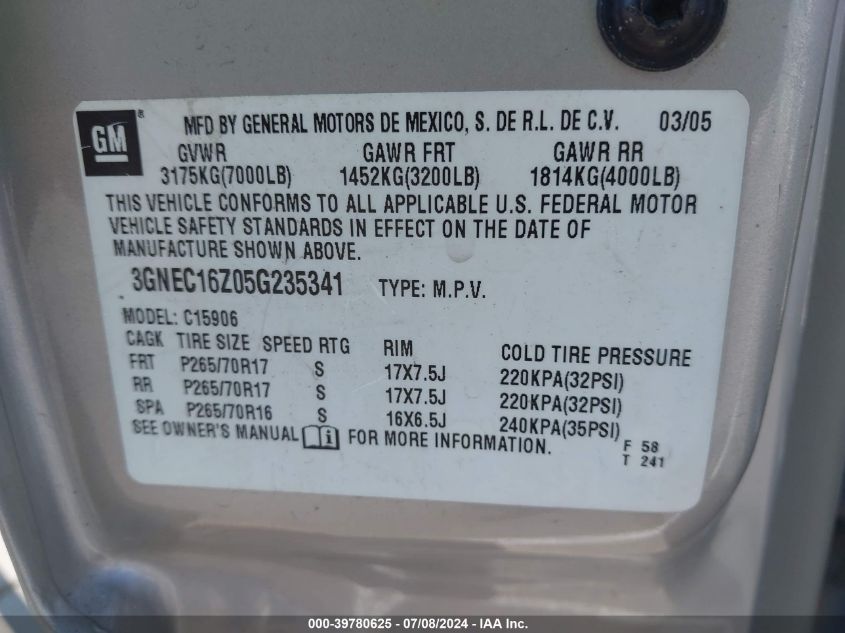 GM ® MFD BY GENERAL MOTORS DE MEXICO, S. DE R.L. DE C.V. 03/05
GVWR GAWR FRT GAWR RR
3175KG(7000LB) 1452KG(3200LB) 1814KG(4000LB)
THIS VEHICLE CONFORMS TO ALL APPLICABLE U.S. FEDERAL MOTOR
VEHICLE SAFETY STANDARDS IN EFFECT ON THE DATE OF
MANUFACTURE SHOWN ABOVE.
3GNEC16Z05G235341 TYPE: M.P.V.
MODEL: C15906
CAGK TIRE SIZE SPEED RTG RIM COLD TIRE PRESSURE
FRT P265/70R17 S 17X7.5J 220KPA(32PSI)
RR P265/70R17 S 17X7.5J 220KPA(32PSI)
SPA P265/70R16 S 16X6.5J 240KPA(35PSI)
SEE OWNER'S MANUAL FOR MORE INFORMATION.
F 58
T 241
000-39780625 - 07/08/2024 - IAA Inc.